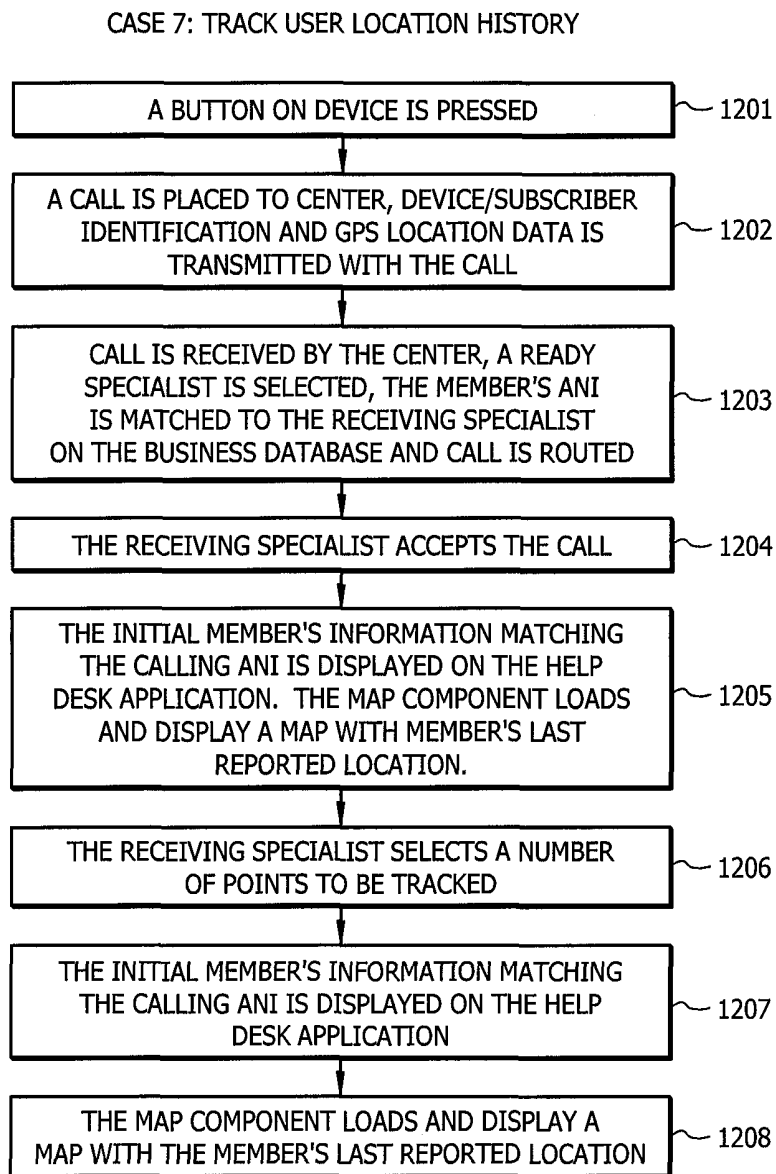 CASE 7: TRACK USER LOCATION HISTORY
A BUTTON ON DEVICE IS PRESSED
1201
A CALL IS PLACED TO CENTER, DEVICE/SUBSCRIBER
IDENTIFICATION AND GPS LOCATION DATA IS
TRANSMITTED WITH THE CALL
1202
CALL IS RECEIVED BY THE CENTER, A READY
SPECIALIST IS SELECTED, THE MEMBER'S ANI
IS MATCHED TO THE RECEIVING SPECIALIST
ON THE BUSINESS DATABASE AND CALL IS ROUTED
1203
THE RECEIVING SPECIALIST ACCEPTS THE CALL
1204
THE INITIAL MEMBER'S INFORMATION MATCHING
THE CALLING ANI IS DISPLAYED ON THE HELP
DESK APPLICATION. THE MAP COMPONENT LOADS
AND DISPLAY A MAP WITH MEMBER'S LAST
REPORTED LOCATION.
1205
THE RECEIVING SPECIALIST SELECTS A NUMBER
OF POINTS TO BE TRACKED
1206
THE INITIAL MEMBER'S INFORMATION MATCHING
THE CALLING ANI IS DISPLAYED ON THE HELP
DESK APPLICATION
1207
THE MAP COMPONENT LOADS AND DISPLAY A
MAP WITH THE MEMBER'S LAST REPORTED LOCATION
1208